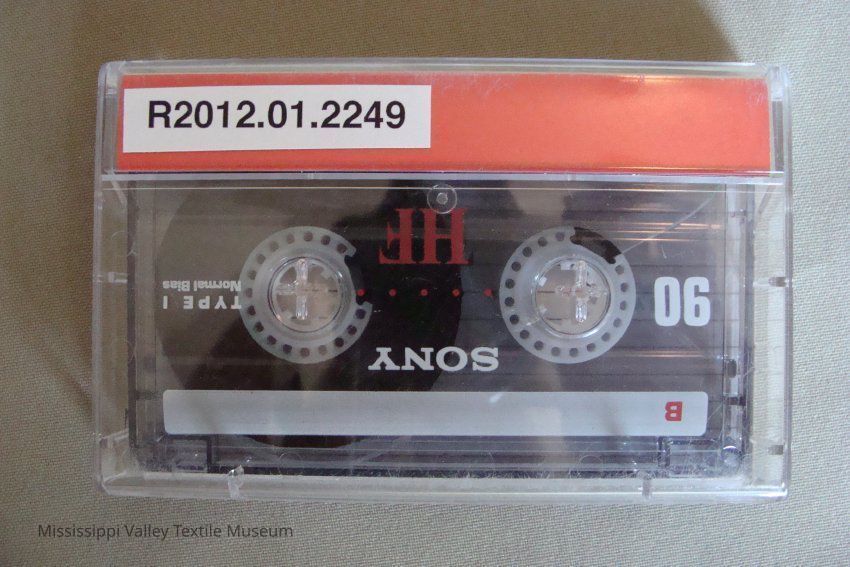 R2012.01.2249
HF
TYPE I
Normal Bias
90
SONY
B
Mississippi Valley Textile Museum